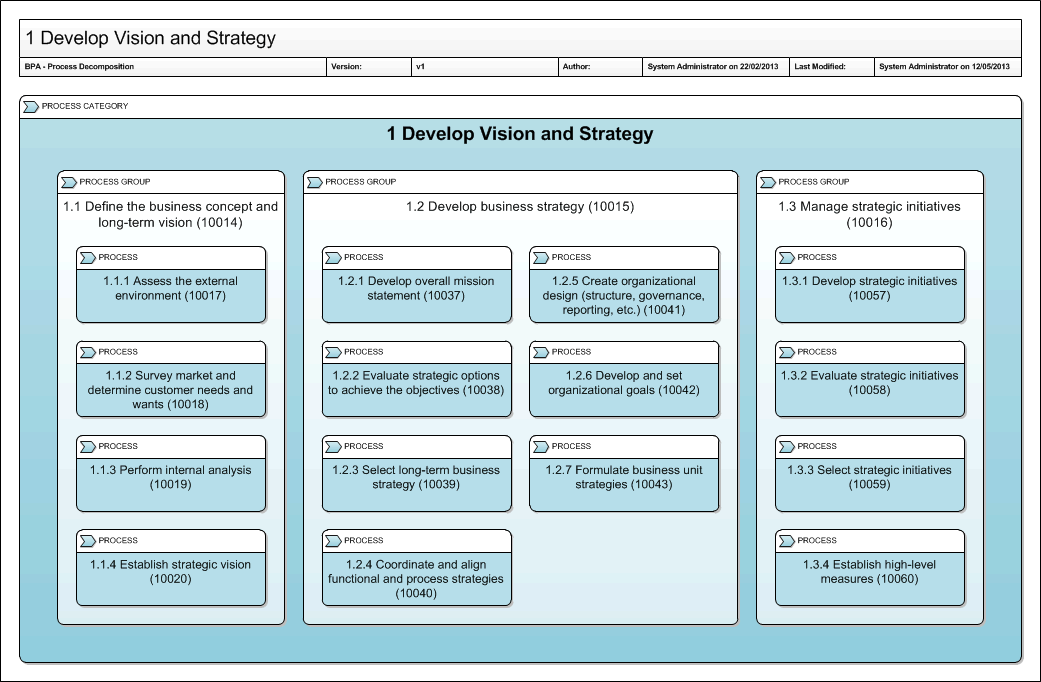 1 Develop Vision and Strategy
BPA - Process Decomposition Version: v1 Author: System Administrator on 22/02/2013 Last Modified: System Administrator on 12/05/2013
PROCESS CATEGORY
1 Develop Vision and Strategy
PROCESS GROUP
1.1 Define the business concept and
long-term vision (10014)
PROCESS
1.1.1 Assess the external
environment (10017)
PROCESS
1.1.2 Survey market and
determine customer needs and
wants (10018)
PROCESS
1.1.3 Perform internal analysis
(10019)
PROCESS
1.1.4 Establish strategic vision
(10020)
PROCESS GROUP
1.2 Develop business strategy (10015)
PROCESS
1.2.1 Develop overall mission
statement (10037)
PROCESS
1.2.2 Evaluate strategic options
to achieve the objectives (10038)
PROCESS
1.2.3 Select long-term business
strategy (10039)
PROCESS
1.2.4 Coordinate and align
functional and process strategies
(10040)
PROCESS
1.2.5 Create organizational
design (structure, governance,
reporting, etc.) (10041)
PROCESS
1.2.6 Develop and set
organizational goals (10042)
PROCESS
1.2.7 Formulate business unit
strategies (10043)
PROCESS GROUP
1.3 Manage strategic initiatives
(10016)
PROCESS
1.3.1 Develop strategic initiatives
(10057)
PROCESS
1.3.2 Evaluate strategic initiatives
(10058)
PROCESS
1.3.3 Select strategic initiatives
(10059)
PROCESS
1.3.4 Establish high-level
measures (10060)